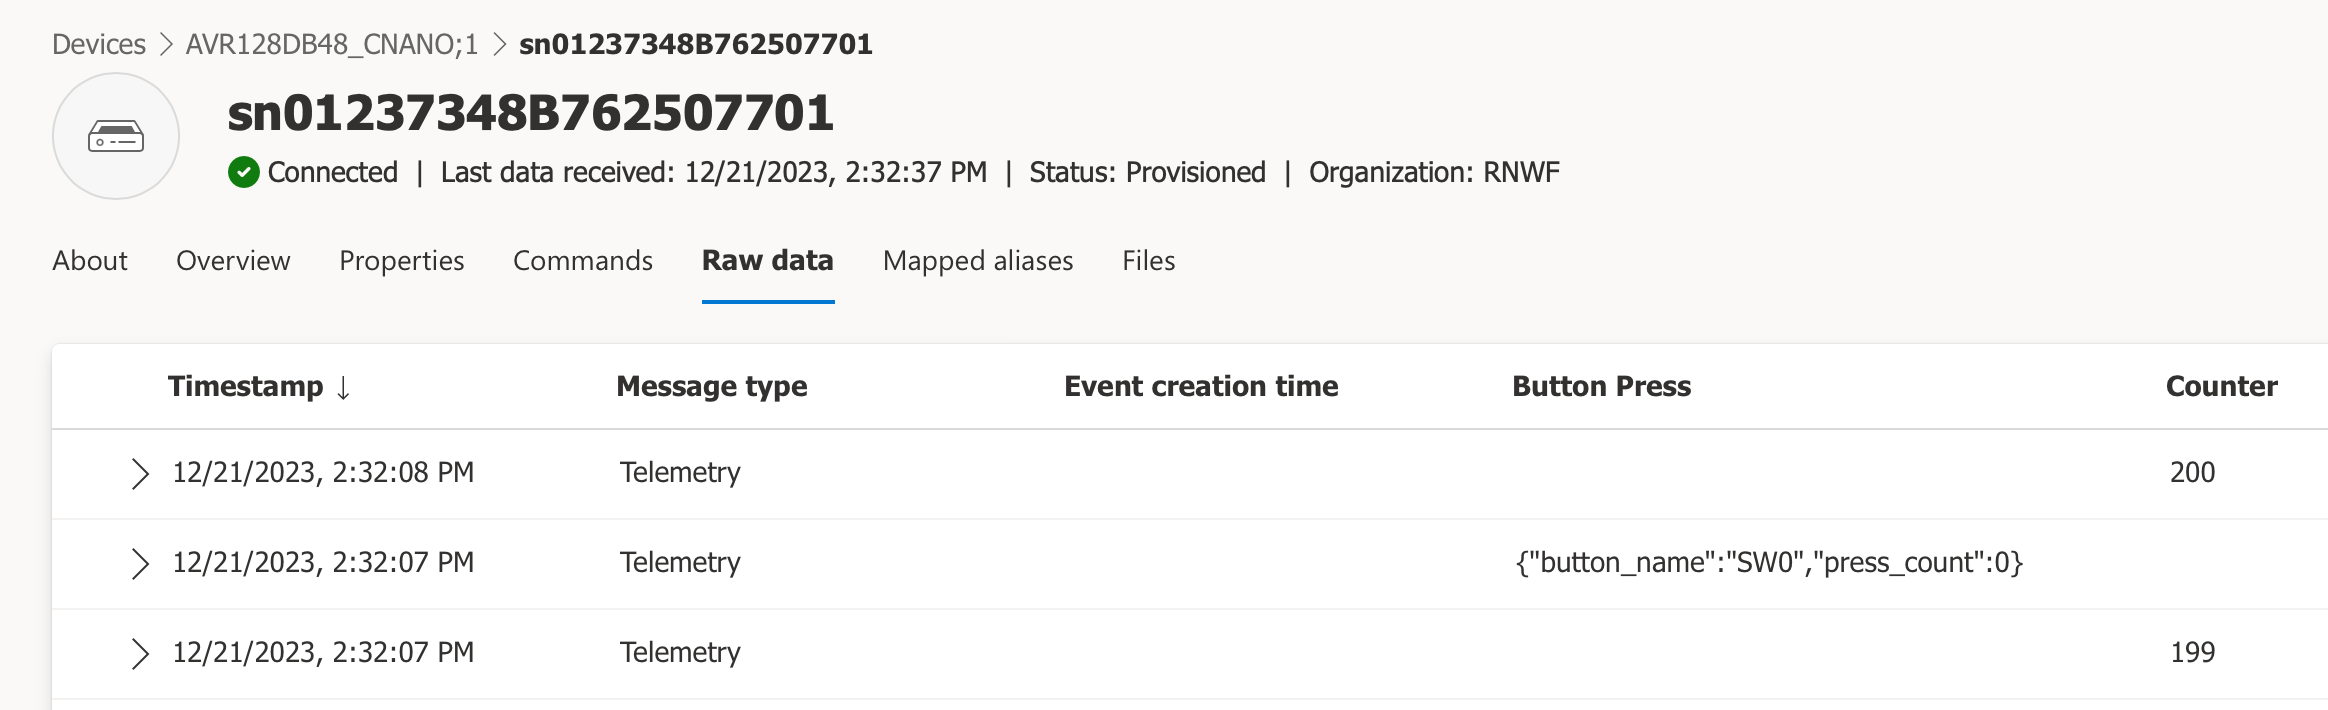 Devices > AVR128DB48_CNANO;1 > sn01237348B762507701
sn01237348B762507701
Connected | Last data received: 12/21/2023, 2:32:37 PM | Status: Provisioned | Organization: RNWF
About Overview Properties Commands Raw data Mapped aliases Files
Timestamp ↓ Message type Event creation time Button Press Counter
12/21/2023, 2:32:08 PM Telemetry 200
12/21/2023, 2:32:07 PM Telemetry {"button_name":"SW0","press_count":0}
12/21/2023, 2:32:07 PM Telemetry 199